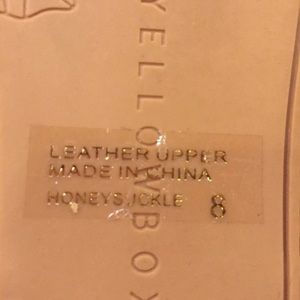 YELLOWBOX
LEATHER UPPER
MADE IN CHINA
HONEYSUCKLE 8